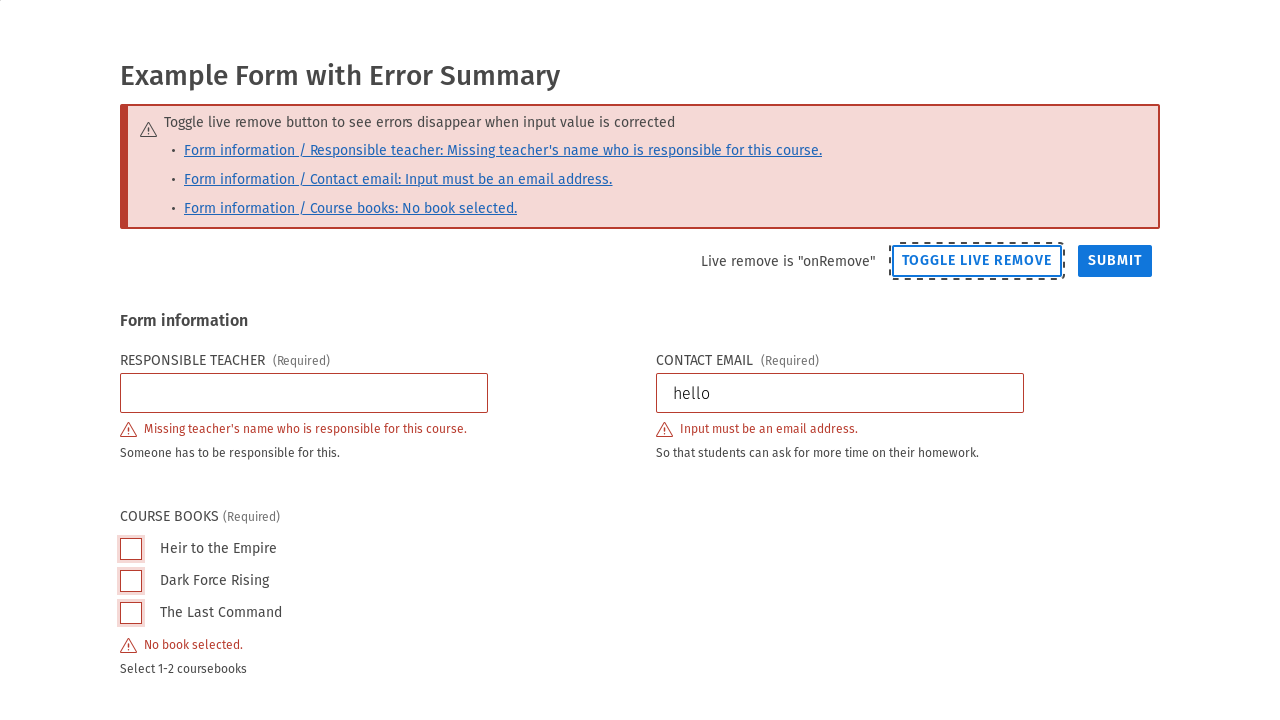 Example Form with Error Summary
Toggle live remove button to see errors disappear when input value is corrected
• Form information / Responsible teacher: Missing teacher's name who is responsible for this course.
• Form information / Contact email: Input must be an email address.
• Form information / Course books: No book selected.
Live remove is "onRemove" TOGGLE LIVE REMOVE SUBMIT
Form information
RESPONSIBLE TEACHER (Required)
CONTACT EMAIL (Required)
hello
Missing teacher's name who is responsible for this course.
Input must be an email address.
Someone has to be responsible for this.
So that students can ask for more time on their homework.
COURSE BOOKS (Required)
Heir to the Empire
Dark Force Rising
The Last Command
No book selected.
Select 1-2 coursebooks